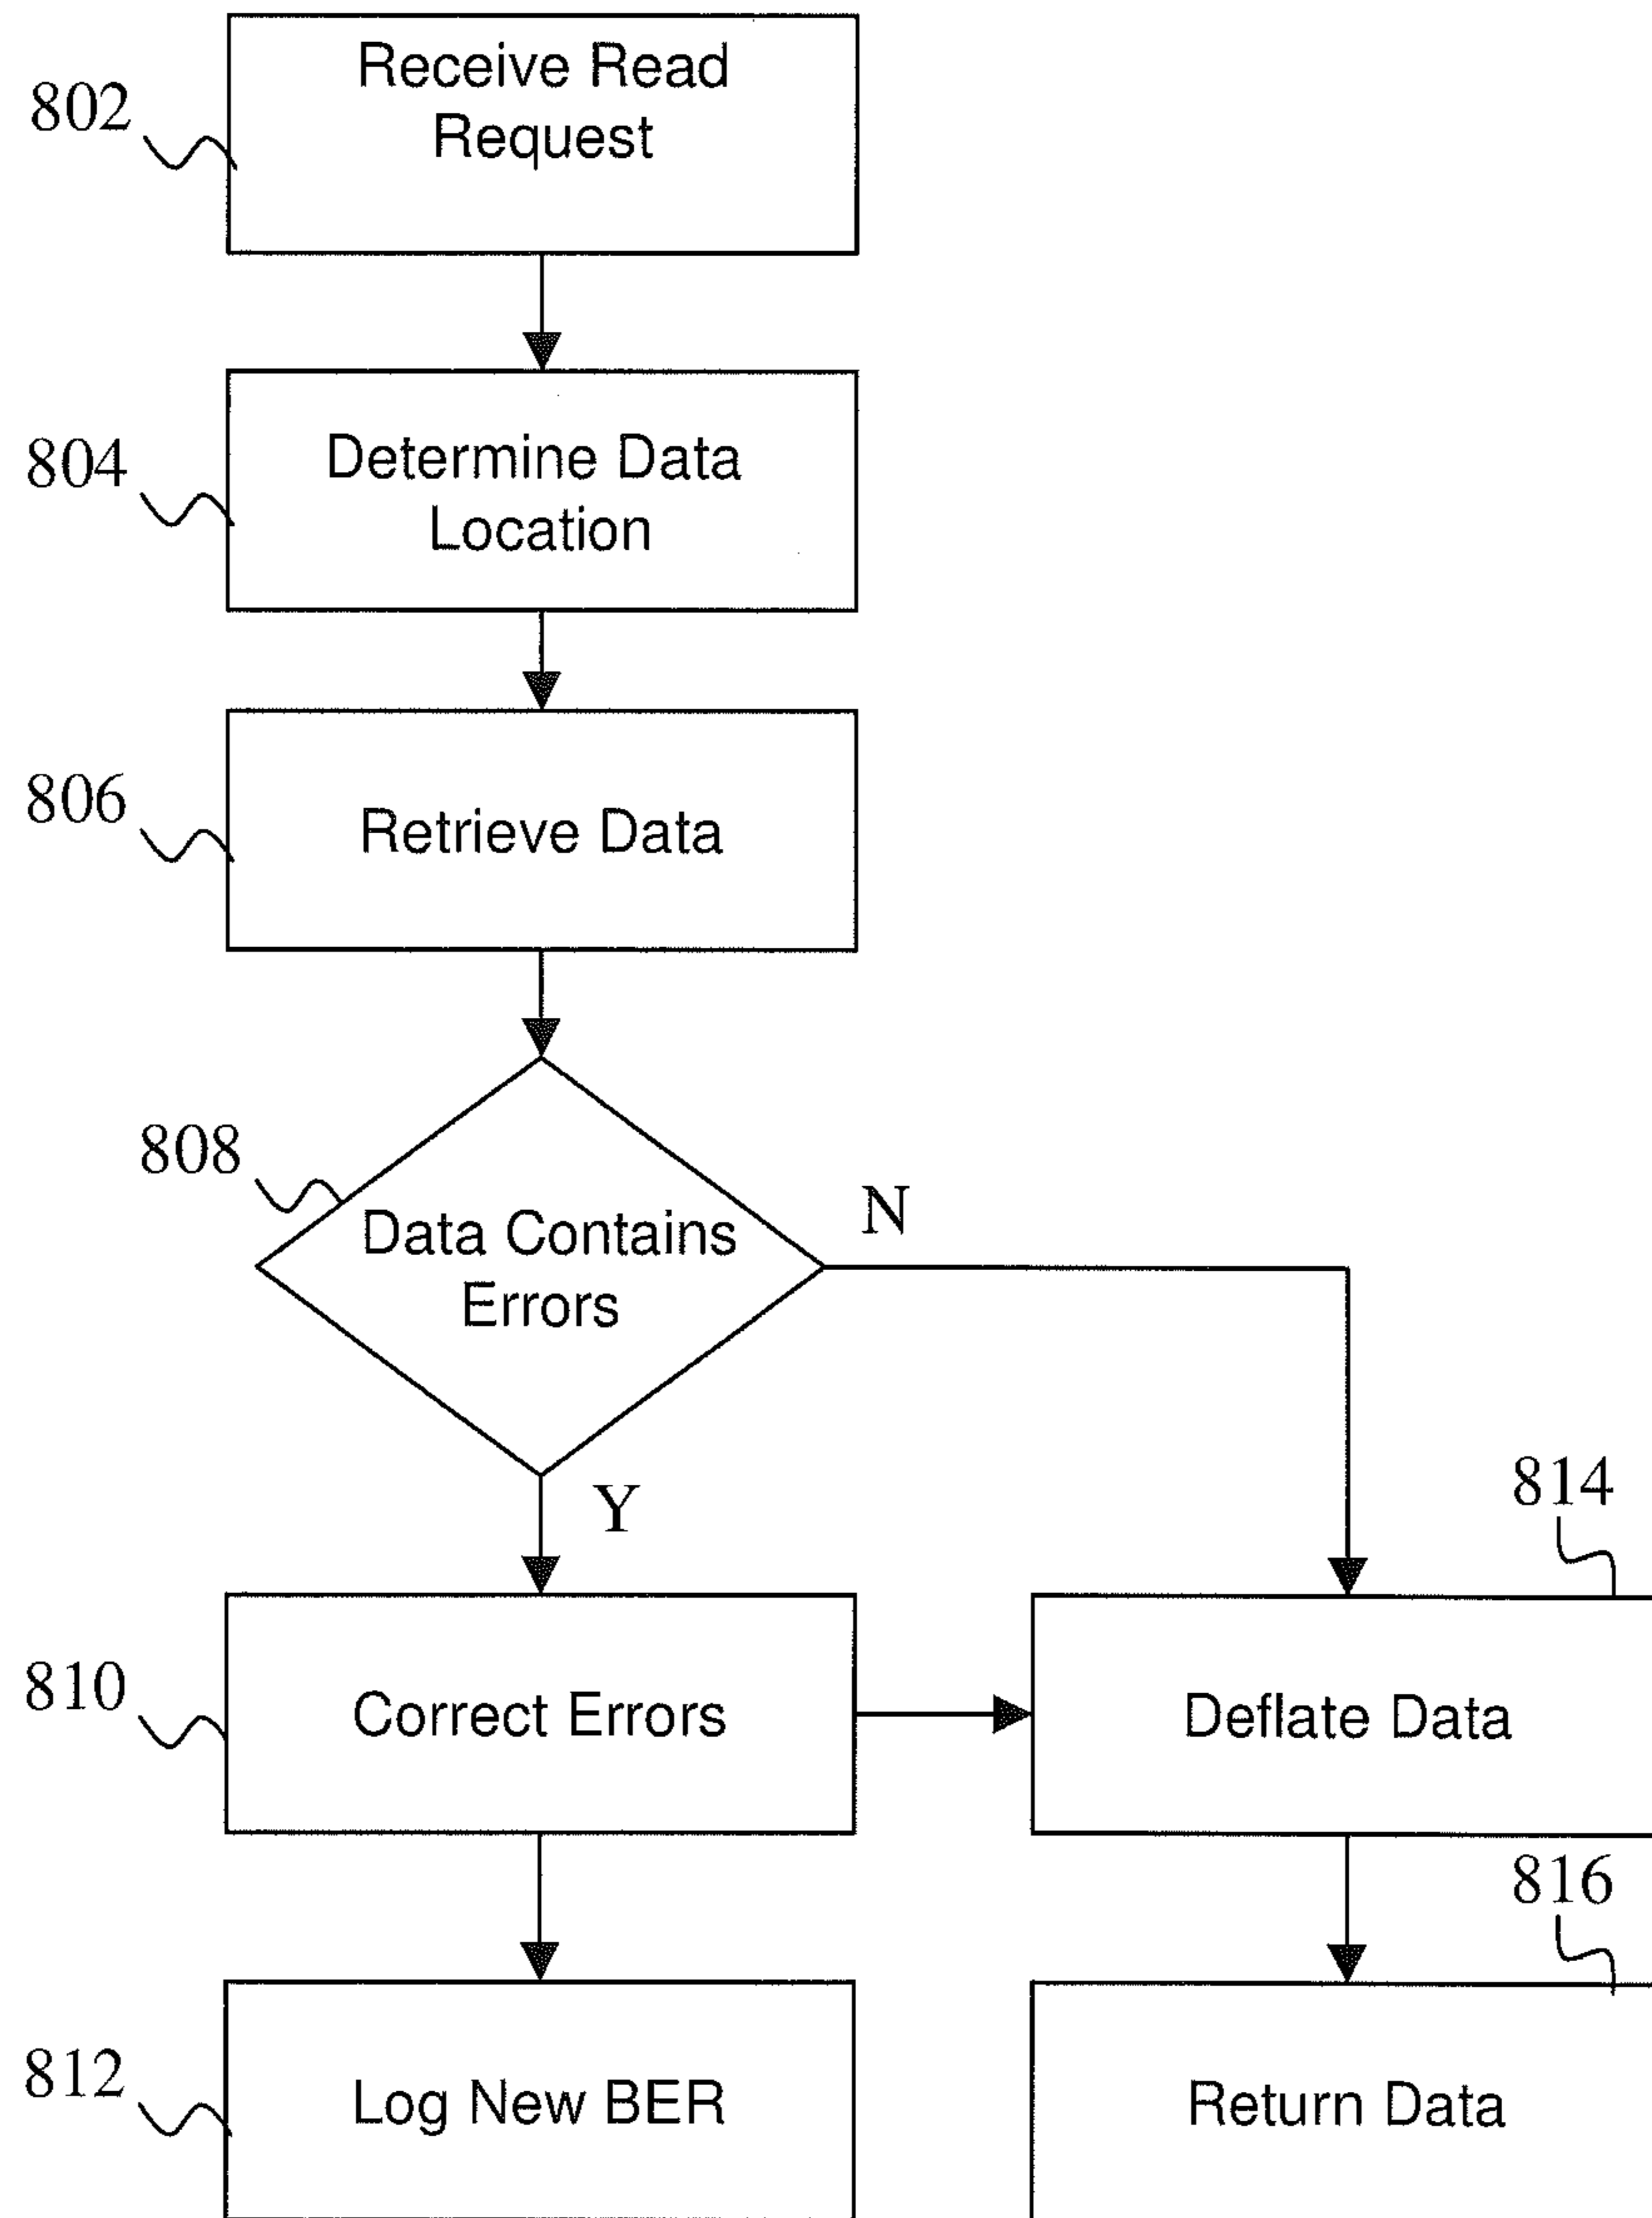 802
Receive Read
Request
804
Determine Data
Location
806
Retrieve Data
808
Data Contains
Errors
N
Y
814
810
Correct Errors
Deflate Data
816
812
Log New BER
Return Data